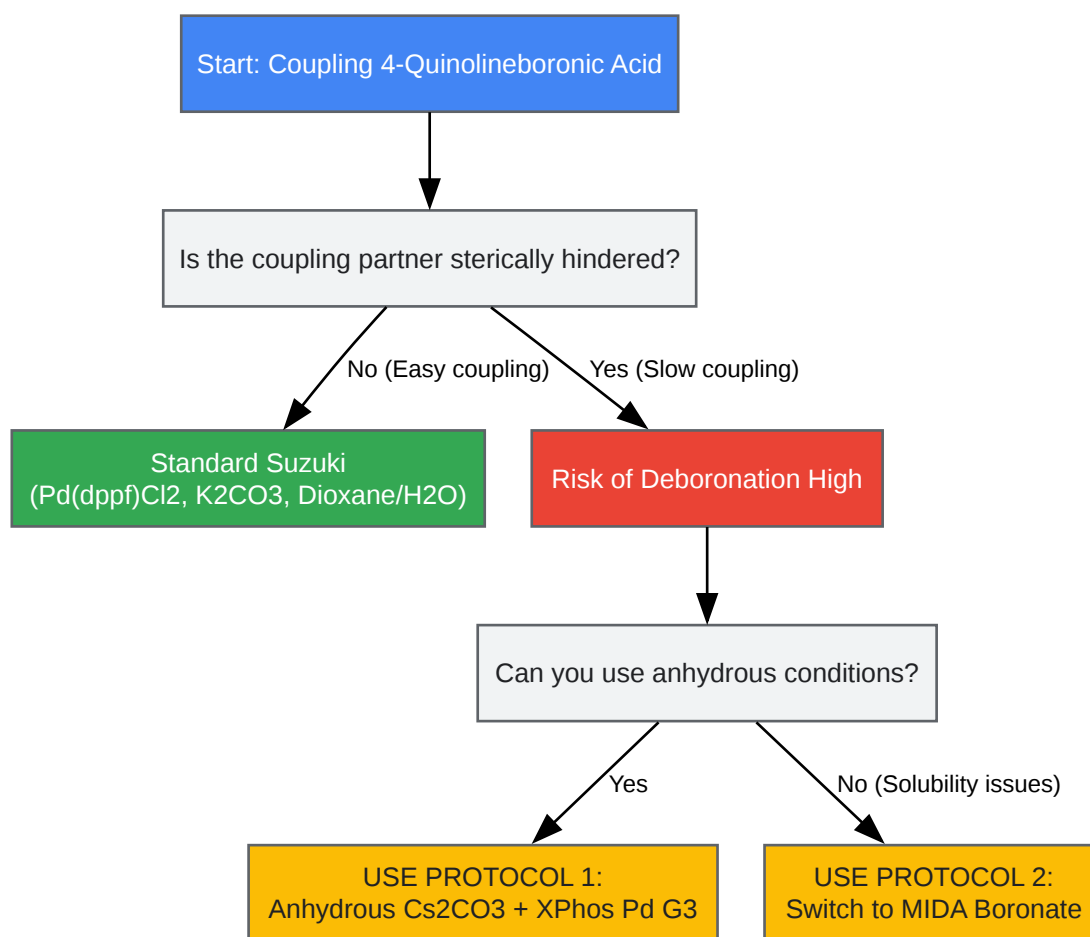 Start: Coupling 4-Quinolineboronic Acid
Is the coupling partner sterically hindered?
No (Easy coupling)
Yes (Slow coupling)
Standard Suzuki
(Pd(dppf)Cl2, K2CO3, Dioxane/H2O)
Risk of Deboronation High
Can you use anhydrous conditions?
Yes
No (Solubility issues)
USE PROTOCOL 1:
Anhydrous Cs2CO3 + XPhos Pd G3
USE PROTOCOL 2:
Switch to MIDA Boronate